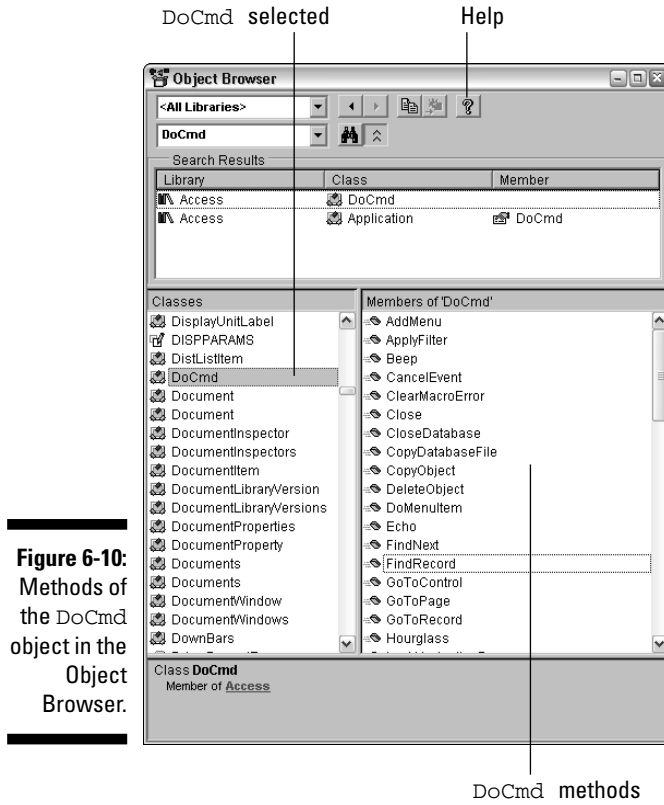 DoCmd selected
Help
Object Browser
<All Libraries>
DoCmd
Search Results
Library Class Member
Access DoCmd
Access Application DoCmd
Classes
DisplayUnitLabel
DISPPARAMS
DistListItem
DoCmd
Document
Document
DocumentInspector
DocumentInspectors
DocumentItem
DocumentLibraryVersion
DocumentLibraryVersions
DocumentProperties
DocumentProperty
Documents
Documents
DocumentWindow
DocumentWindows
DownBars
Members of 'DoCmd'
AddMenu
ApplyFilter
Beep
CancelEvent
ClearMacroError
Close
CloseDatabase
CopyDatabaseFile
CopyObject
DeleteObject
DoMenuItem
Echo
FindNext
FindRecord
GoToControl
GoToPage
GoToRecord
Hourglass
Class DoCmd
Member of Access
Figure 6-10:
Methods of
the DoCmd
object in the
Object
Browser.
DoCmd methods